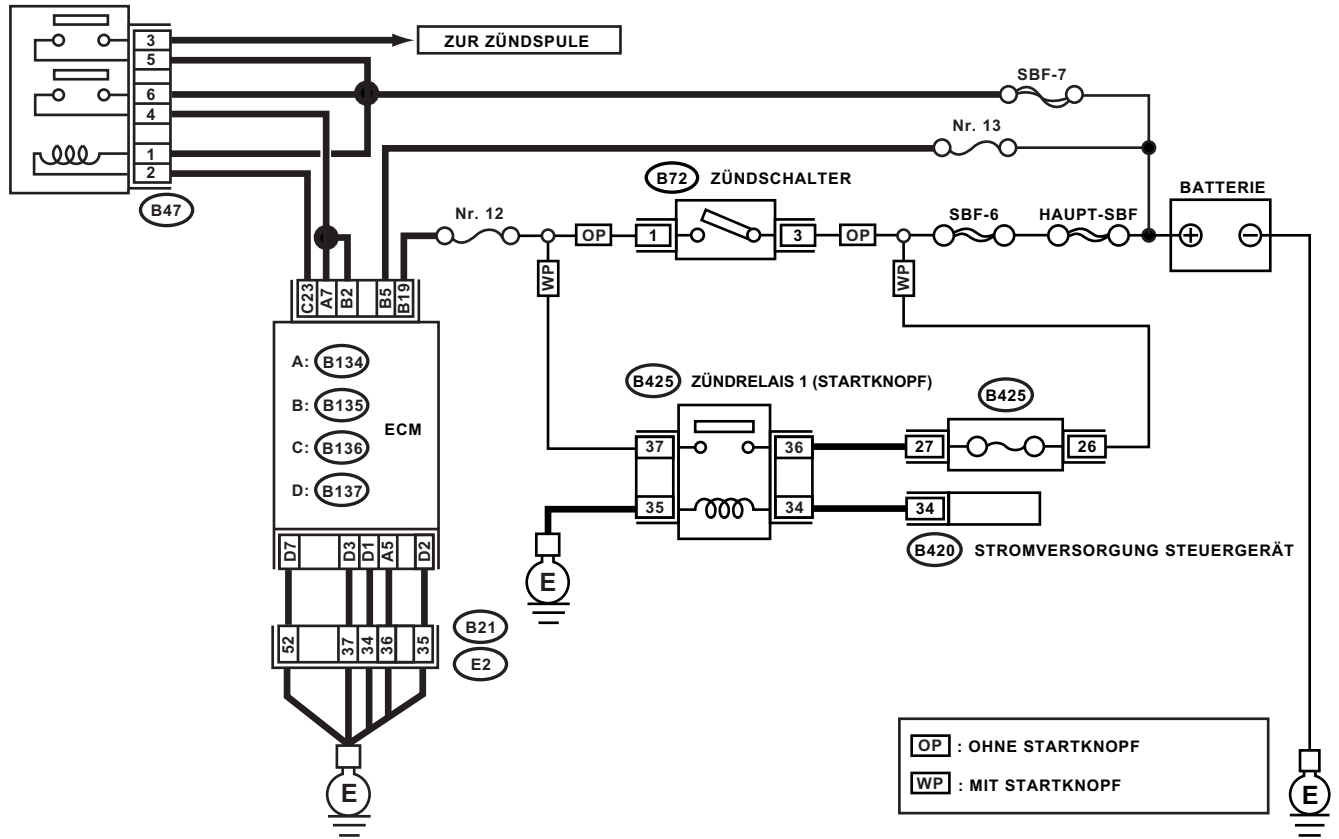 3
ZUR ZÜNDSPULE
5
6
4
1
2
B47
SBF-7
Nr. 13
B72 ZÜNDSCHALTER
BATTERIE
Nr. 12
OP
1
3
OP
SBF-6
HAUPT-SBF
WP
WP
C23 A7 B2 B5 B19
A: B134
B: B135
C: B136
D: B137
ECM
B425 ZÜNDRELAIS 1 (STARTKNOPF)
B425
37
36
27
26
35
34
34
B420 STROMVERSORGUNG STEUERGERÄT
E
D7 D3 D1 A5 D2
52 37 34 36 35
B21
E2
OP : OHNE STARTKNOPF
WP : MIT STARTKNOPF
E
E